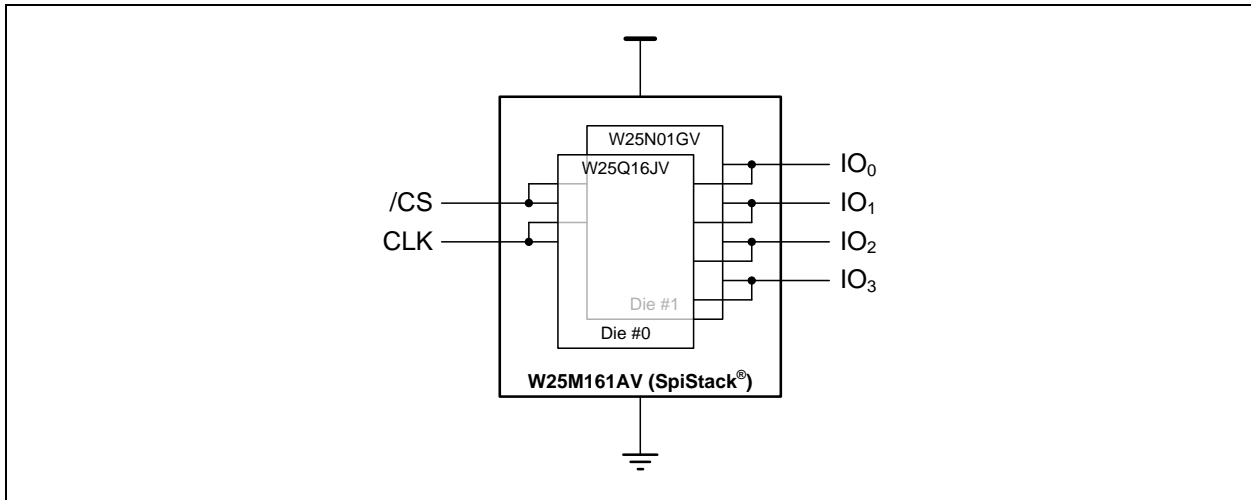 W25N01GV
W25Q16JV
/CS
CLK
IO₀
IO₁
IO₂
IO₃
Die #1
Die #0
W25M161AV (SpiStack®)